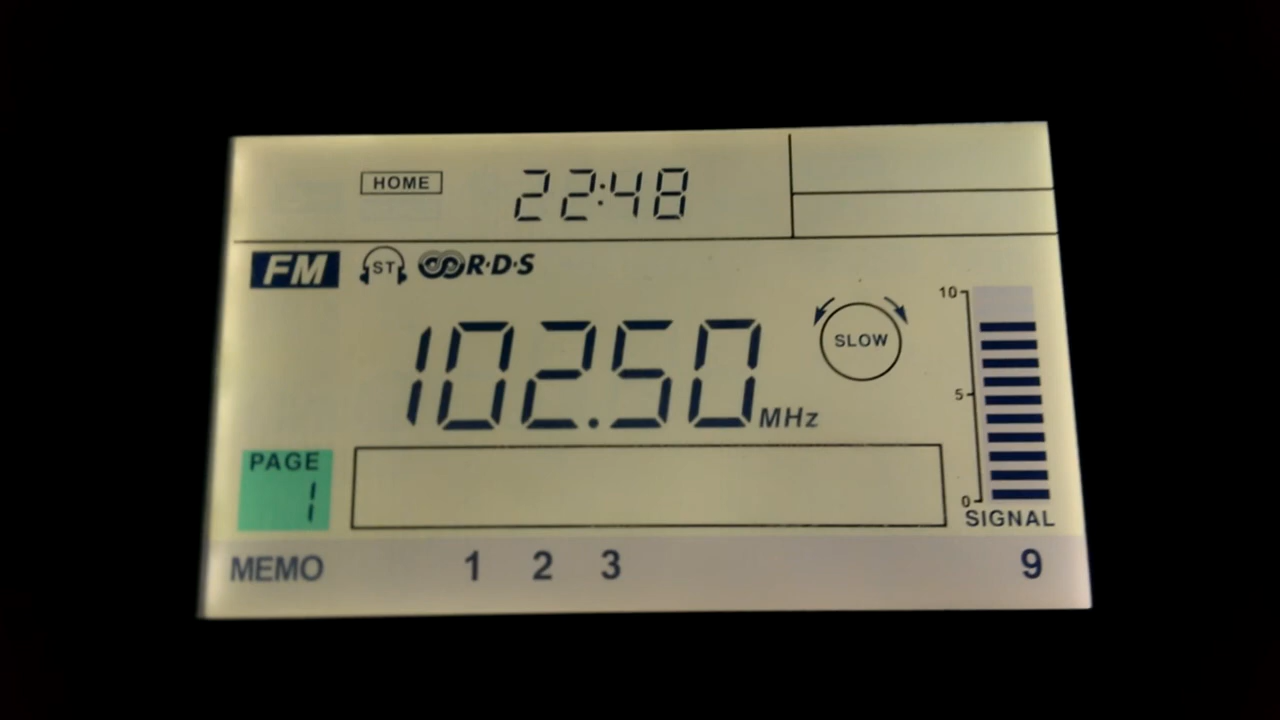 HOME 22:48
FM ST R·D·S
10
SLOW
102.50 MHz
5
PAGE
1
0
SIGNAL
MEMO 1 2 3 9